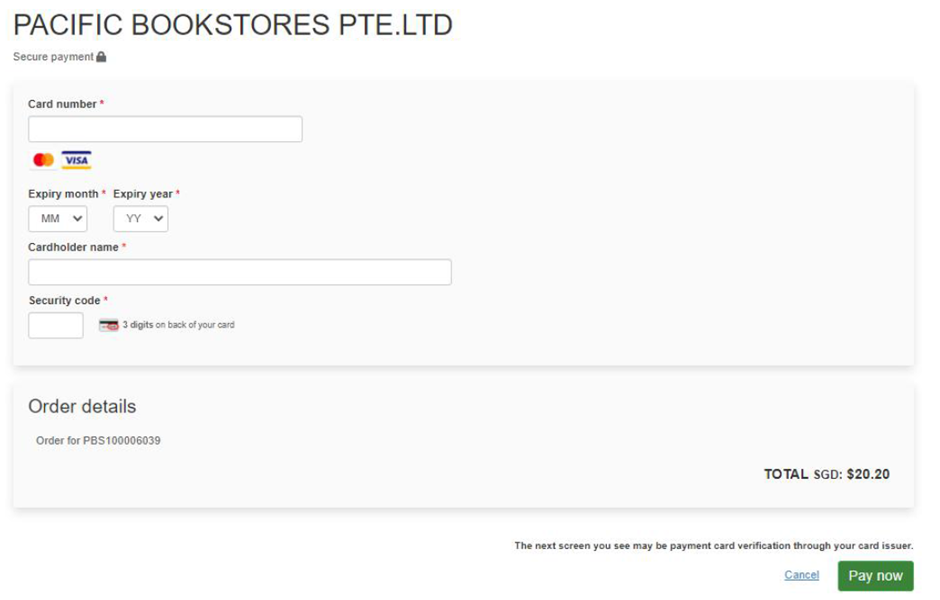 PACIFIC BOOKSTORES PTE.LTD
Secure payment
Card number *
VISA
Expiry month * Expiry year *
MM YY
Cardholder name *
Security code *
3 digits on back of your card
Order details
Order for PBS100006039
TOTAL SGD: $20.20
The next screen you see may be payment card verification through your card issuer.
Cancel Pay now